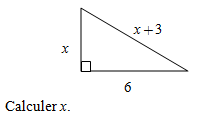 x+3
x
6
Calculer x.